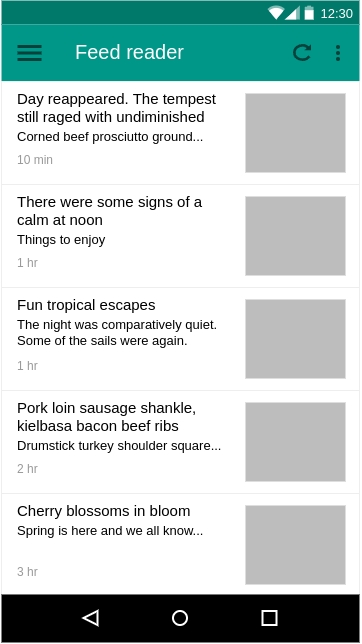 12:30
Feed reader
Day reappeared. The tempest
still raged with undiminished
Corned beef prosciutto ground...
10 min
There were some signs of a
calm at noon
Things to enjoy
1 hr
Fun tropical escapes
The night was comparatively quiet.
Some of the sails were again.
1 hr
Pork loin sausage shankle,
kielbasa bacon beef ribs
Drumstick turkey shoulder square...
2 hr
Cherry blossoms in bloom
Spring is here and we all know...
3 hr